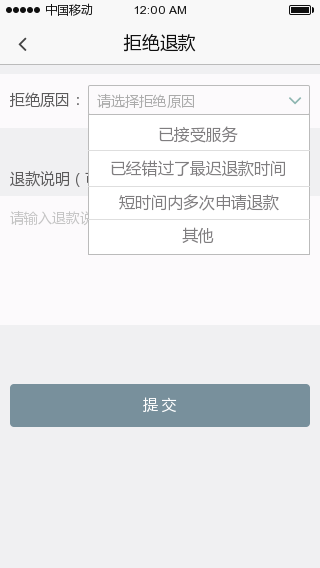 中国移动 12:00 AM
拒绝退款
拒绝原因： 请选择拒绝原因
已接受服务
已经错过了最迟退款时间
退款说明（
短时间内多次申请退款
请输入退款
其他
提交